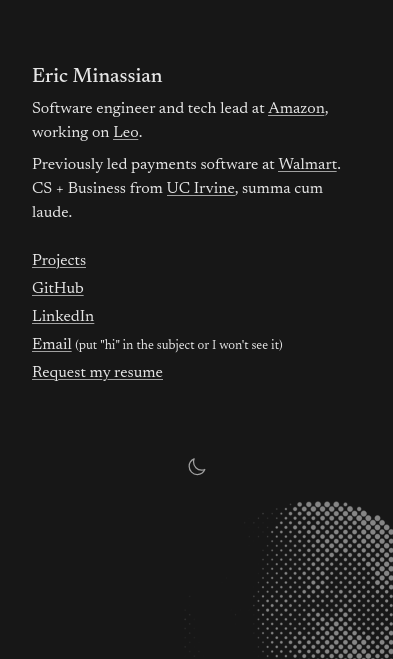 Eric Minassian
Software engineer and tech lead at Amazon,
working on Leo.
Previously led payments software at Walmart.
CS + Business from UC Irvine, summa cum
laude.
Projects
GitHub
LinkedIn
Email (put "hi" in the subject or I won't see it)
Request my resume